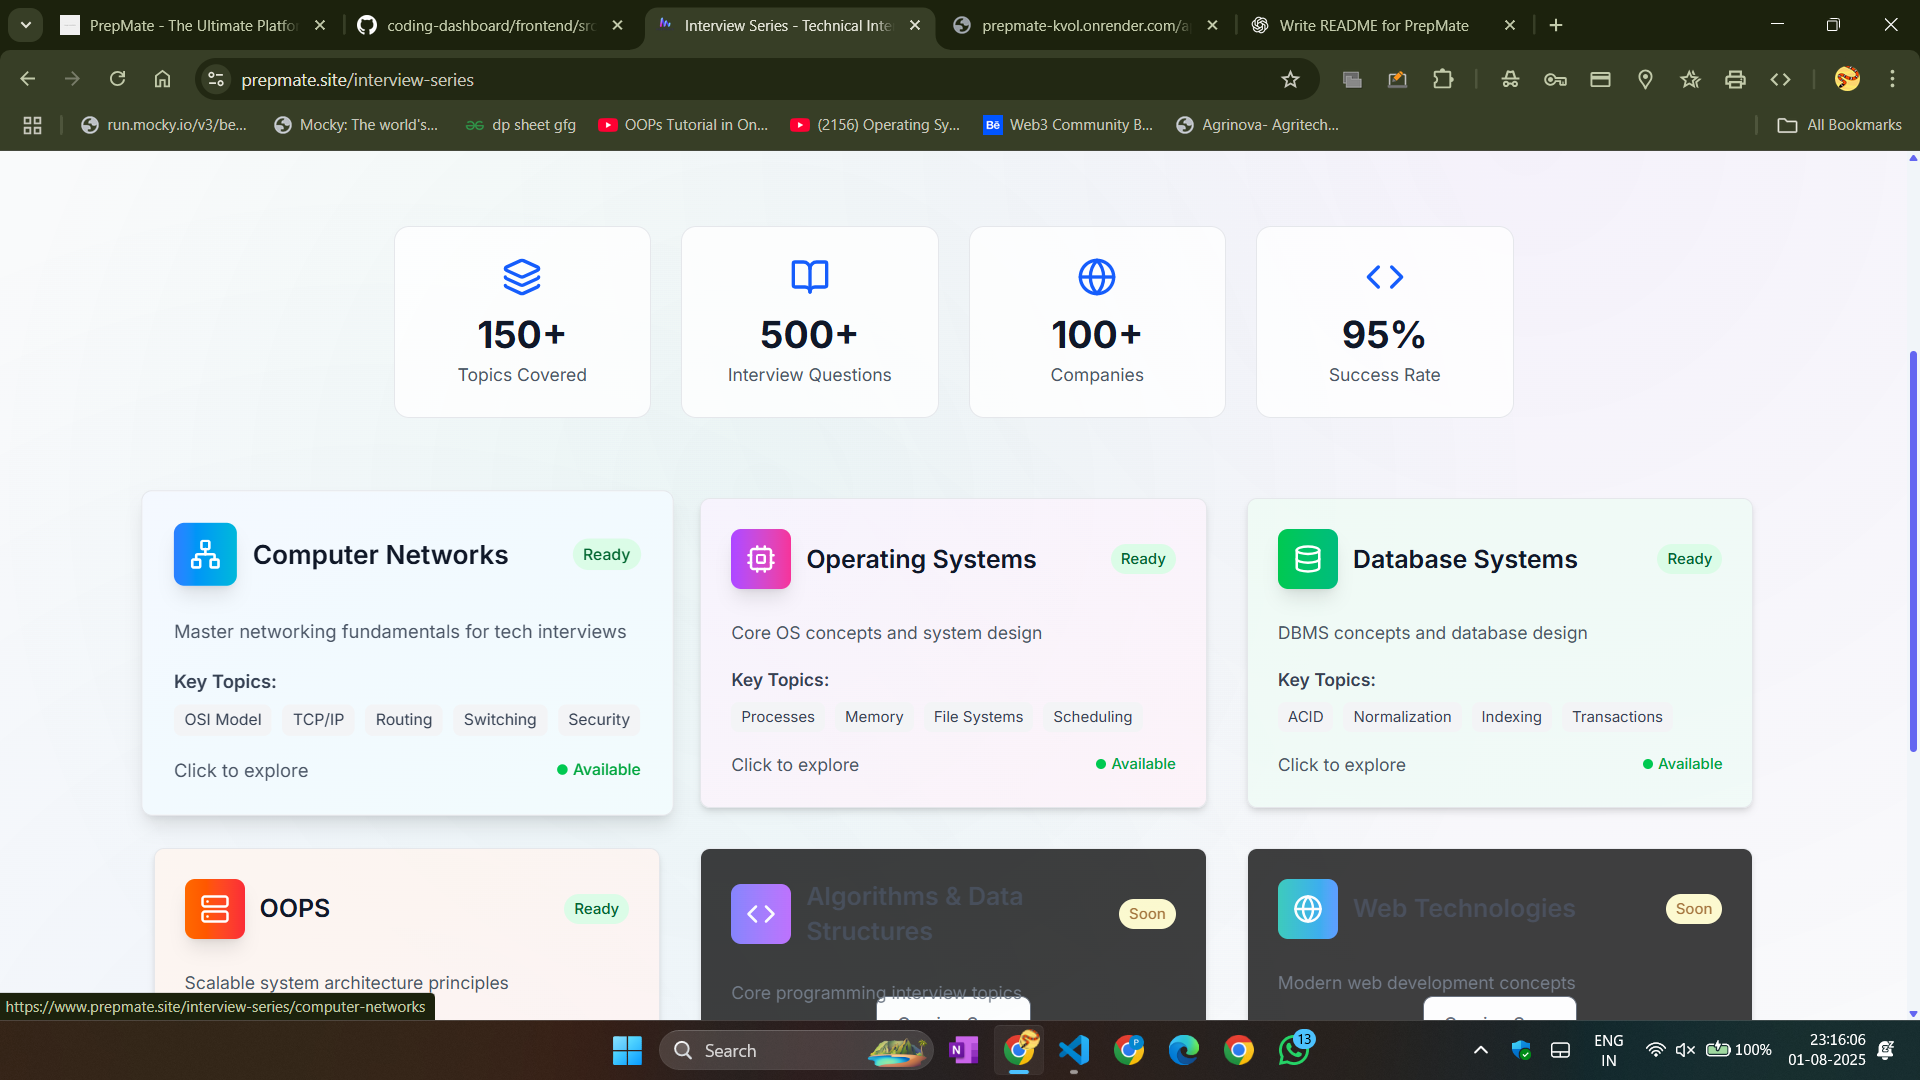 PrepMate - The Ultimate Platfo
coding-dashboard/frontend/src
Interview Series - Technical Inte
prepmate-kvol.onrender.com/a
Write README for PrepMate
prepmate.site/interview-series
run.mocky.io/v3/be...
Mocky: The world's...
dp sheet gfg
OOPs Tutorial in On...
(2156) Operating Sy...
Bē Web3 Community B...
Agrinova- Agritech...
All Bookmarks
150+
Topics Covered
500+
Interview Questions
100+
Companies
95%
Success Rate
Computer Networks
Ready
Master networking fundamentals for tech interviews
Key Topics:
OSI Model TCP/IP Routing Switching Security
Click to explore
Available
Operating Systems
Ready
Core OS concepts and system design
Key Topics:
Processes Memory File Systems Scheduling
Click to explore
Available
Database Systems
Ready
DBMS concepts and database design
Key Topics:
ACID Normalization Indexing Transactions
Click to explore
Available
OOPS
Ready
Scalable system architecture principles
Algorithms & Data
Structures
Soon
Core programming interview topics
Web Technologies
Soon
Modern web development concepts
https://www.prepmate.site/interview-series/computer-networks
Search
13
ENG
IN
100%
23:16:06
01-08-2025